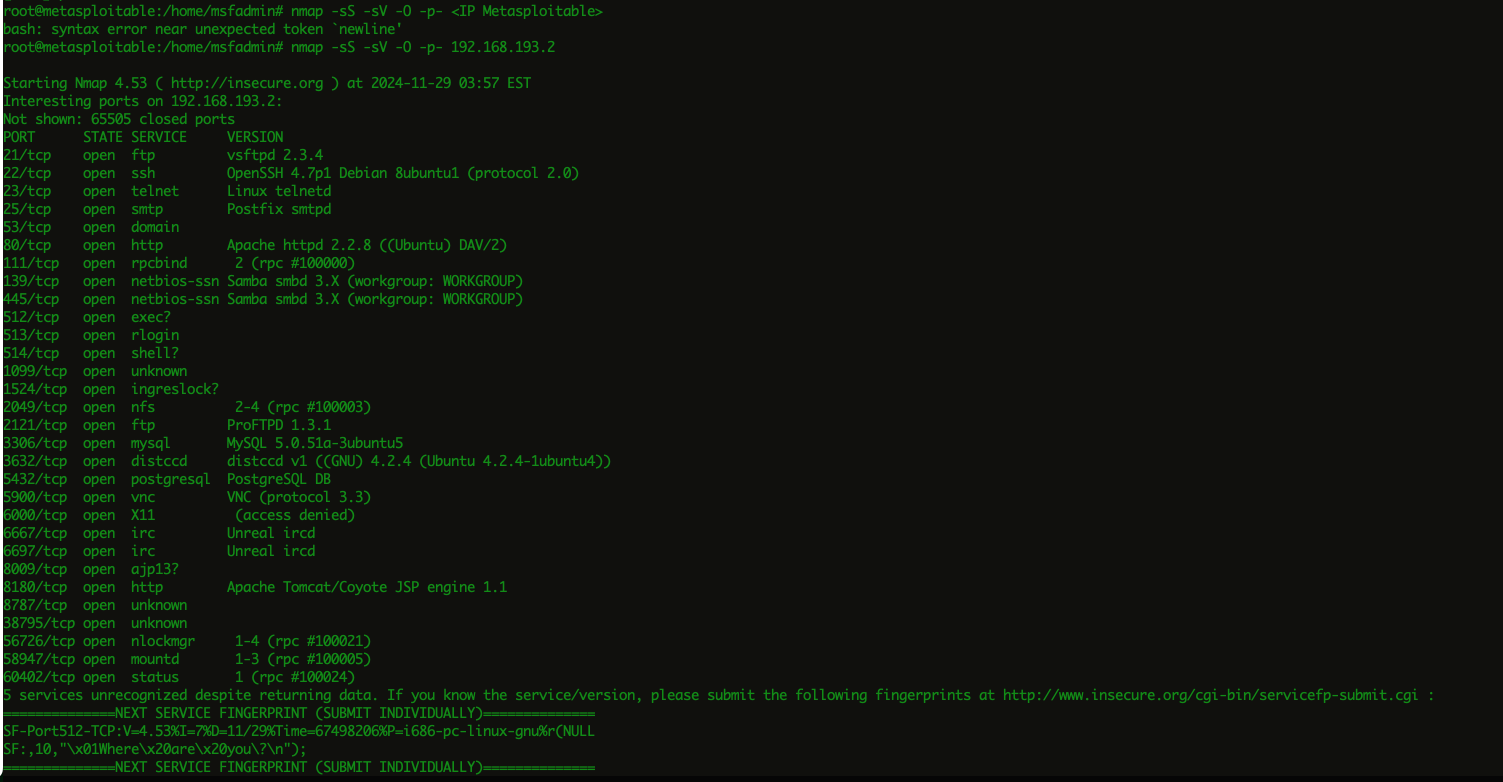 root@metasploitable:/home/msfadmin# nmap -sS -sV -O -p- <IP Metasploitable>
bash: syntax error near unexpected token `newline'
root@metasploitable:/home/msfadmin# nmap -sS -sV -O -p- 192.168.193.2
Starting Nmap 4.53 ( http://insecure.org ) at 2024-11-29 03:57 EST
Interesting ports on 192.168.193.2:
Not shown: 65505 closed ports
PORT      STATE SERVICE     VERSION
21/tcp    open  ftp         vsftpd 2.3.4
22/tcp    open  ssh         OpenSSH 4.7p1 Debian 8ubuntu1 (protocol 2.0)
23/tcp    open  telnet      Linux telnetd
25/tcp    open  smtp        Postfix smtpd
53/tcp    open  domain
80/tcp    open  http        Apache httpd 2.2.8 ((Ubuntu) DAV/2)
111/tcp   open  rpcbind      2 (rpc #100000)
139/tcp   open  netbios-ssn Samba smbd 3.X (workgroup: WORKGROUP)
445/tcp   open  netbios-ssn Samba smbd 3.X (workgroup: WORKGROUP)
512/tcp   open  exec?
513/tcp   open  rlogin
514/tcp   open  shell?
1099/tcp  open  unknown
1524/tcp  open  ingreslock?
2049/tcp  open  nfs          2-4 (rpc #100003)
2121/tcp  open  ftp         ProFTPD 1.3.1
3306/tcp  open  mysql       MySQL 5.0.51a-3ubuntu5
3632/tcp  open  distccd     distccd v1 ((GNU) 4.2.4 (Ubuntu 4.2.4-1ubuntu4))
5432/tcp  open  postgresql  PostgreSQL DB
5900/tcp  open  vnc         VNC (protocol 3.3)
6000/tcp  open  X11          (access denied)
6667/tcp  open  irc         Unreal ircd
6697/tcp  open  irc         Unreal ircd
8009/tcp  open  ajp13?
8180/tcp  open  http        Apache Tomcat/Coyote JSP engine 1.1
8787/tcp  open  unknown
38795/tcp open  unknown
56726/tcp open  nlockmgr     1-4 (rpc #100021)
58947/tcp open  mountd       1-3 (rpc #100005)
60402/tcp open  status       1 (rpc #100024)
5 services unrecognized despite returning data. If you know the service/version, please submit the following fingerprints at http://www.insecure.org/cgi-bin/servicefp-submit.cgi :
==============NEXT SERVICE FINGERPRINT (SUBMIT INDIVIDUALLY)==============
SF-Port512-TCP:V=4.53%I=7%D=11/29%Time=67498206%P=i686-pc-linux-gnu%r(NULL
SF:,10,"\x01Where\x20are\x20you\?\n");
==============NEXT SERVICE FINGERPRINT (SUBMIT INDIVIDUALLY)==============